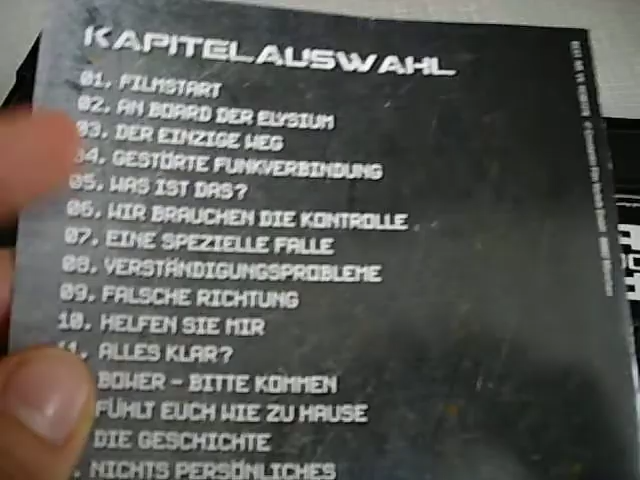 KAPITELAUSWAHL
01. FILMSTART
02. AN BOARD DER ELYSIUM
03. DER EINZIGE WEG
04. GESTÖRTE FUNKVERBINDUNG
05. WAS IST DAS?
06. WIR BRAUCHEN DIE KONTROLLE
07. EINE SPEZIELLE FALLE
08. VERSTÄNDIGUNGSPROBLEME
09. FALSCHE RICHTUNG
10. HELFEN SIE MIR
11. ALLES KLAR?
BOWER – BITTE KOMMEN
FÜHLT EUCH WIE ZU HAUSE
DIE GESCHICHTE
. NICHTS PERSÖNLICHES